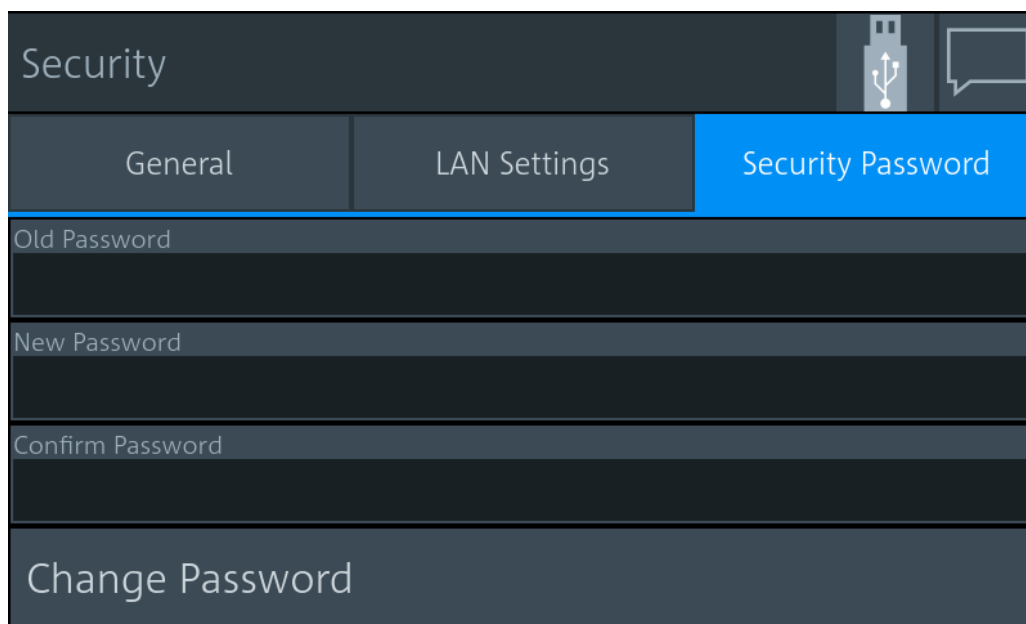 Security
General LAN Settings Security Password
Old Password
New Password
Confirm Password
Change Password